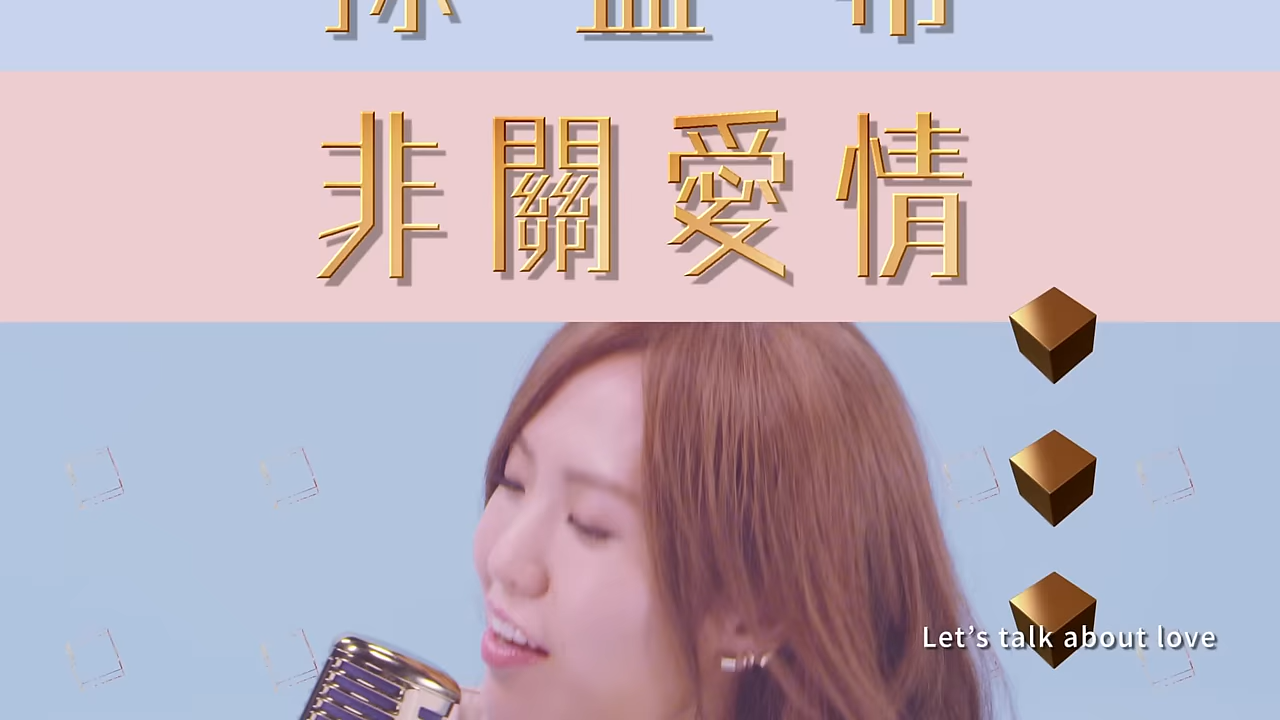 非關愛情
Let's talk about love